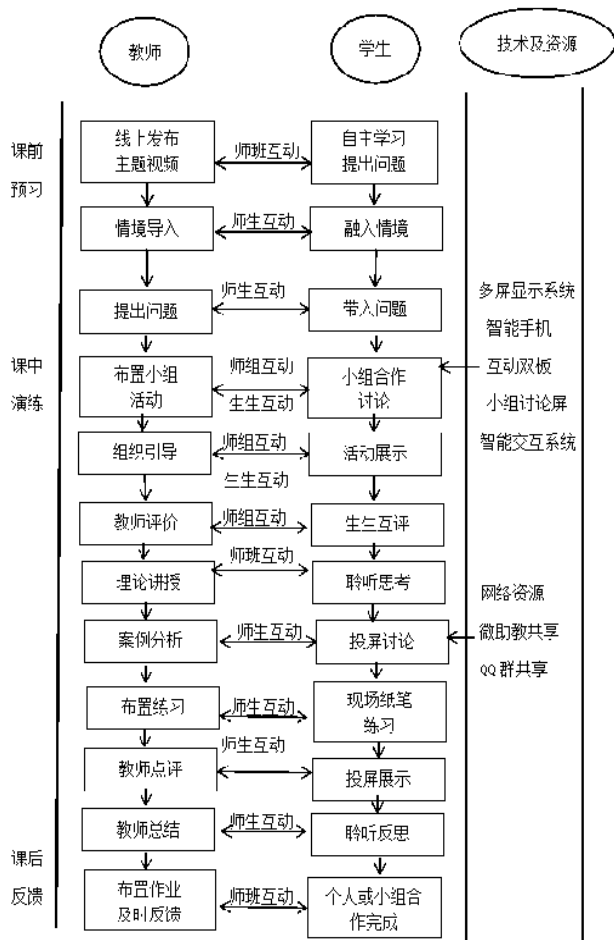 教师
学生
技术及资源
课前
预习
线上发布
主题视频
师班互动
自主学习
提出问题
情境导入
师生互动
融入情境
提出问题
师生互动
带入问题
多屏显示系统
智能手机
互动双板
小组讨论屏
智能交互系统
课中
演练
布置小组
活动
师组互动
生生互动
小组合作
讨论
组织引导
师组互动
生生互动
活动展示
教师评价
师组互动
生生互评
理论讲授
师班互动
聆听思考
网络资源
微助教共享
QQ群共享
案例分析
师生互动
投屏讨论
布置练习
师生互动
现场纸笔
练习
教师点评
师生互动
投屏展示
课后
反馈
教师总结
师生互动
聆听反思
布置作业
及时反馈
师班互动
个人或小组合
作完成